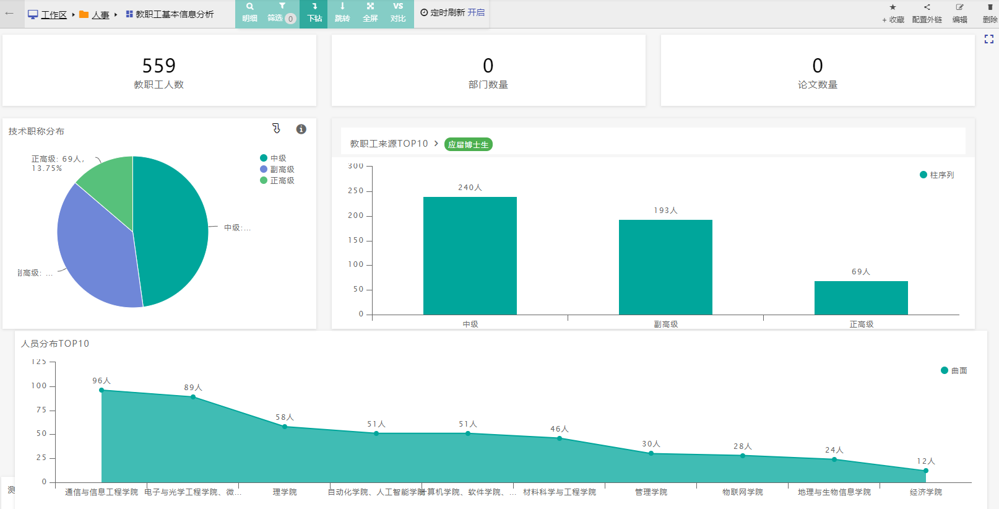 工作区 人事 教职工基本信息分析
明细 筛选 0 下钻 跳转 全屏 VS 对比
定时刷新 开启
+ 收藏 配置外链 编辑 删除
559
教职工人数
0
部门数量
0
论文数量
技术职称分布
正高级: 69人,
13.75%
中级
副高级
正高级
中级:...
副高级: ...
教职工来源TOP10 > 应届博士生
柱序列
300
250
200
150
100
50
0
240人
193人
69人
中级 副高级 正高级
人员分布TOP10
曲面
125
100
75
50
25
0
96人 89人 58人 51人 51人 46人 30人 28人 24人 12人
通信与信息工程学院 电子与光学工程学院、微... 理学院 自动化学院、人工智能学院 计算机学院、软件学院、... 材料科学与工程学院 管理学院 物联网学院 地理与生物信息学院 经济学院